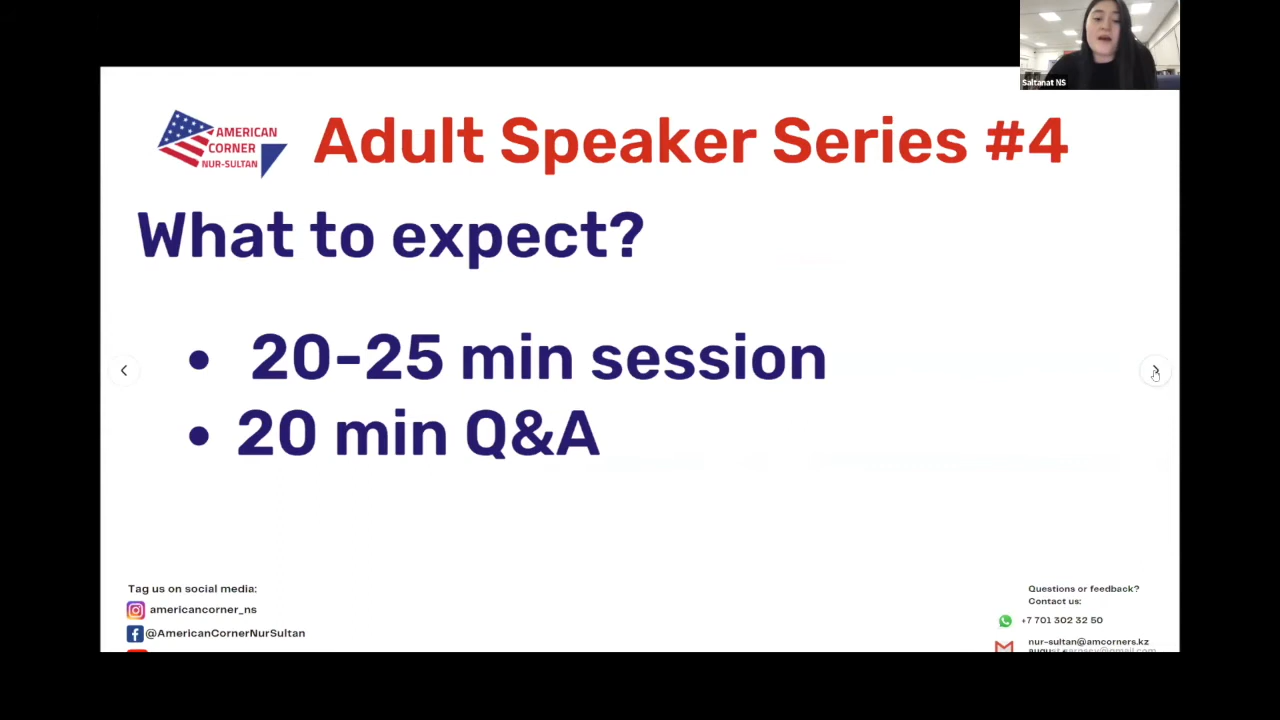 Saltanat NS
AMERICAN
CORNER
NUR-SULTAN
Adult Speaker Series #4
What to expect?
• 20-25 min session
• 20 min Q&A
Tag us on social media:
americancorner_ns
@AmericanCornerNurSultan
Questions or feedback?
Contact us:
+7 701 302 32 50
nur-sultan@amcorners.kz